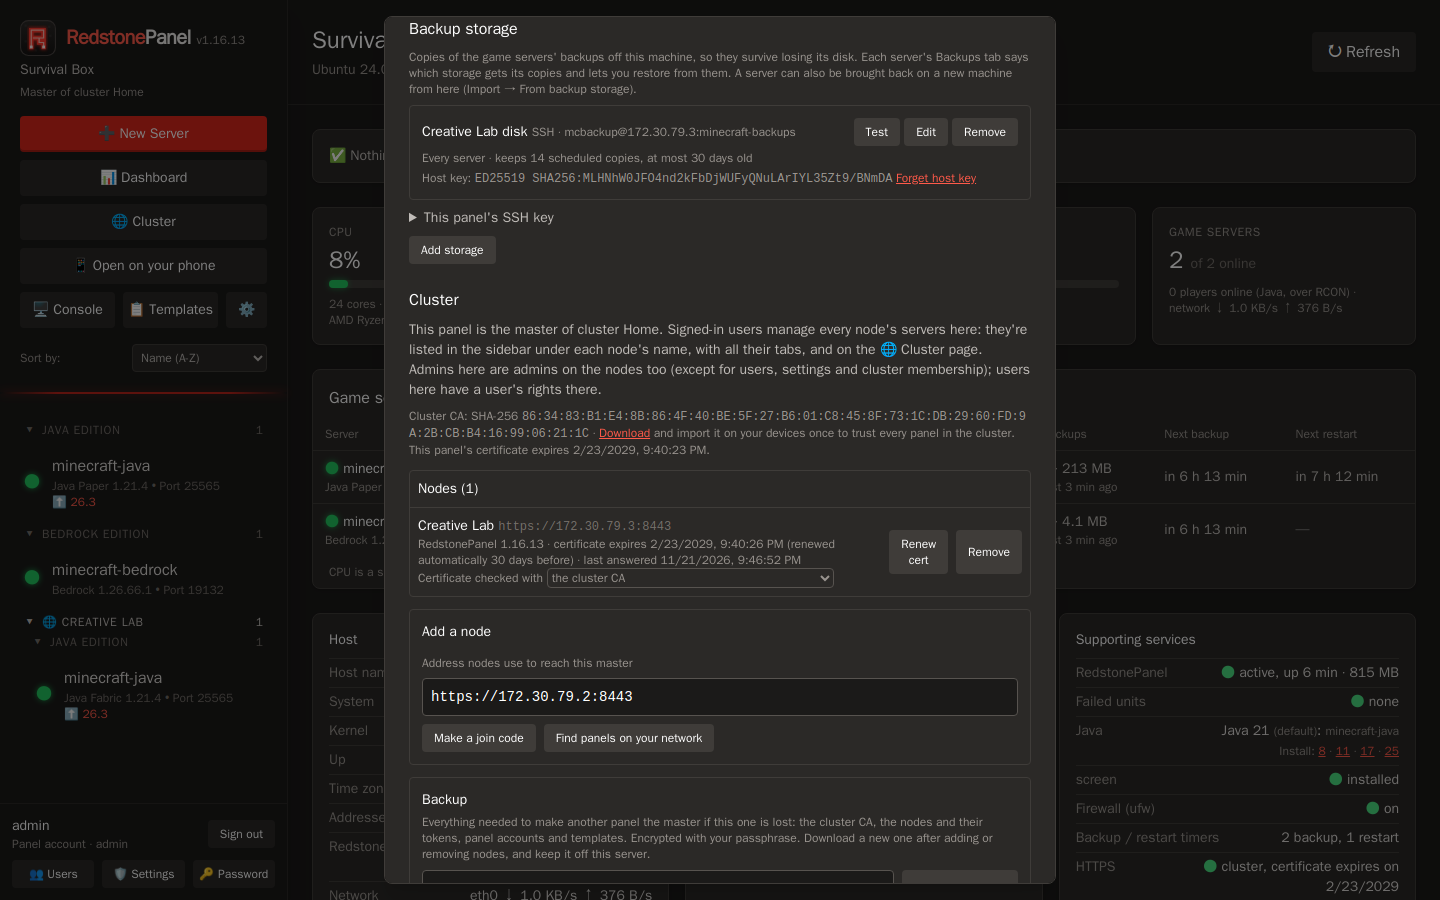 RedstonePanel v1.16.13
Survival Box
Master of cluster Home
➕ New Server
📊 Dashboard
🌐 Cluster
📱 Open on your phone
🖥️ Console
📋 Templates
⚙️
Sort by:
Name (A-Z)
▼ JAVA EDITION 1
minecraft-java
Java Paper 1.21.4 • Port 25565
⬆️ 26.3
▼ BEDROCK EDITION 1
minecraft-bedrock
Bedrock 1.26.66.1 • Port 19132
▼ 🌐 CREATIVE LAB 1
▼ JAVA EDITION 1
minecraft-java
Java Fabric 1.21.4 • Port 25565
⬆️ 26.3
admin
Panel account · admin
Sign out
👥 Users
🛡️ Settings
🔑 Password
Surviva
Ubuntu 24.0
↻ Refresh
✅ Nothin
CPU
8%
24 cores ·
AMD Ryze
GAME SERVERS
2 of 2 online
0 players online (Java, over RCON) ·
network ↓ 1.0 KB/s ↑ 376 B/s
Game se
Server
ckups
Next backup
Next restart
minecr
Java Paper
· 213 MB
t 3 min ago
in 6 h 13 min
in 7 h 12 min
minecr
Bedrock 1.2
· 4.1 MB
t 3 min ago
in 6 h 13 min
—
CPU is a s
Host
Host nam
System
Kernel
Up
Time zon
Addresse
Redstone
Network
eth0 ↓ 1.0 KB/s ↑ 376 B/s
Supporting services
RedstonePanel active, up 6 min · 815 MB
Failed units none
Java Java 21 (default): minecraft-java
Install: 8 · 11 · 17 · 25
screen installed
Firewall (ufw) on
Backup / restart timers 2 backup, 1 restart
HTTPS cluster, certificate expires on
2/23/2029
Backup storage
Copies of the game servers' backups off this machine, so they survive losing its disk. Each server's Backups tab says
which storage gets its copies and lets you restore from them. A server can also be brought back on a new machine
from here (Import → From backup storage).
Creative Lab disk SSH · mcbackup@172.30.79.3:minecraft-backups
Test
Edit
Remove
Every server · keeps 14 scheduled copies, at most 30 days old
Host key: ED25519 SHA256:MLHNhW0JFO4nd2kFbDjWUFyQNuLArIYL35Zt9/BNmDA Forget host key
▶ This panel's SSH key
Add storage
Cluster
This panel is the master of cluster Home. Signed-in users manage every node's servers here: they're
listed in the sidebar under each node's name, with all their tabs, and on the 🌐 Cluster page.
Admins here are admins on the nodes too (except for users, settings and cluster membership); users
here have a user's rights there.
Cluster CA: SHA-256 86:34:83:B1:E4:8B:86:4F:40:BE:5F:27:B6:01:C8:45:8F:73:1C:DB:29:60:FD:9
A:2B:CB:B4:16:99:06:21:1C · Download and import it on your devices once to trust every panel in the cluster.
This panel's certificate expires 2/23/2029, 9:40:23 PM.
Nodes (1)
Creative Lab https://172.30.79.3:8443
RedstonePanel 1.16.13 · certificate expires 2/23/2029, 9:40:26 PM (renewed
automatically 30 days before) · last answered 11/21/2026, 9:46:52 PM
Certificate checked with the cluster CA
Renew
cert
Remove
Add a node
Address nodes use to reach this master
https://172.30.79.2:8443
Make a join code
Find panels on your network
Backup
Everything needed to make another panel the master if this one is lost: the cluster CA, the nodes and their
tokens, panel accounts and templates. Encrypted with your passphrase. Download a new one after adding or
removing nodes, and keep it off this server.